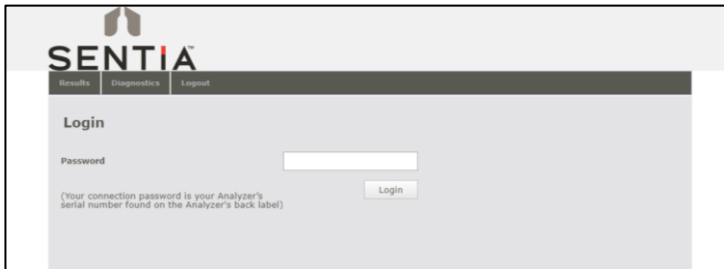 SENTIA™
Results Diagnostics Logout
Login
Password
Login
(Your connection password is your Analyzer's
serial number found on the Analyzer's back label)